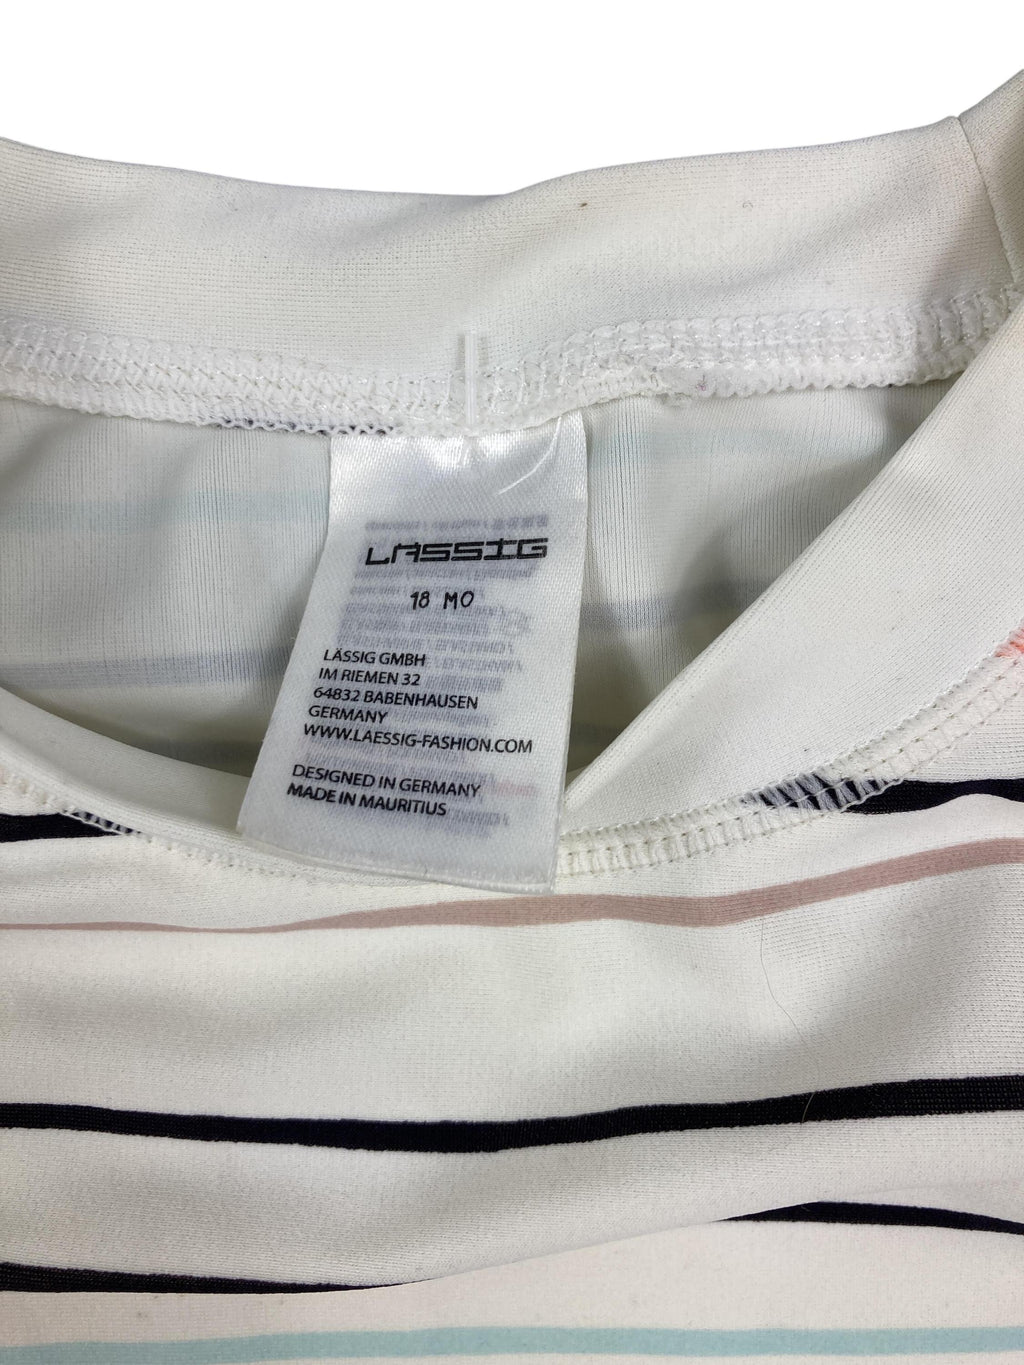 LÄSSIG
18 MO
LÄSSIG GMBH
IM RIEMEN 32
64832 BABENHAUSEN
GERMANY
WWW.LAESSIG-FASHION.COM
DESIGNED IN GERMANY
MADE IN MAURITIUS